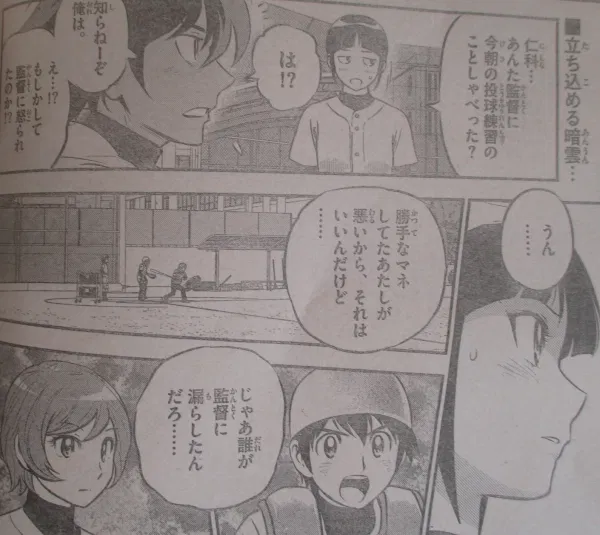 ■立ち込める暗雲…
仁科…
あんた監督に
今朝の投球練習の
ことしゃべった?
は!?
知らねーぞ
俺は。
え…!?
もしかして
監督に怒られ
たのか!?
うん
……
勝手なマネ
してたあたしが
悪いから、それは
いいんだけど
……
じゃあ誰が
監督に
漏らしたん
だろ……